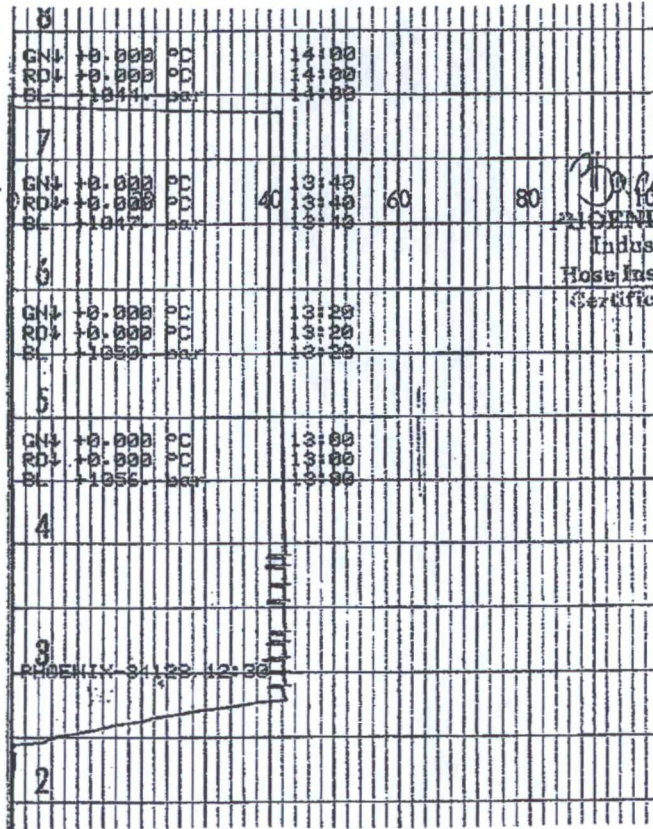 8
GN↓ +0.000 °C 14:00
RD↓ +0.000 °C 14:00
BL +1044. bar 14:00
7
GN↓ +0.000 °C 13:40
RD↓ +0.000 °C 13:40
BL +1047. bar 13:40
40 60 80
PHOENI
Indus
6
Hose Ins
Certific
GN↓ +0.000 °C 13:20
RD↓ +0.000 °C 13:20
BL +1050. bar 13:20
5
GN↓ +0.000 °C 13:00
RD↓ +0.000 °C 13:00
BL +1056. bar 13:00
4
3
PHOENIX 12:30
2